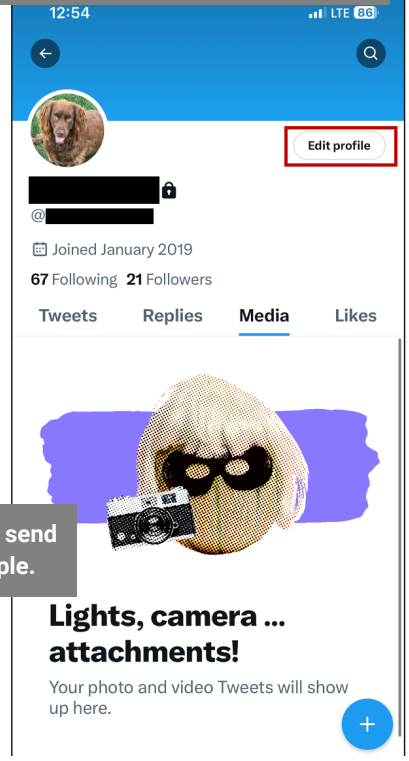 12:54
LTE 86
Edit profile
@
Joined January 2019
67 Following 21 Followers
Tweets Replies Media Likes
send
ple.
Lights, camera ...
attachments!
Your photo and video Tweets will show
up here.